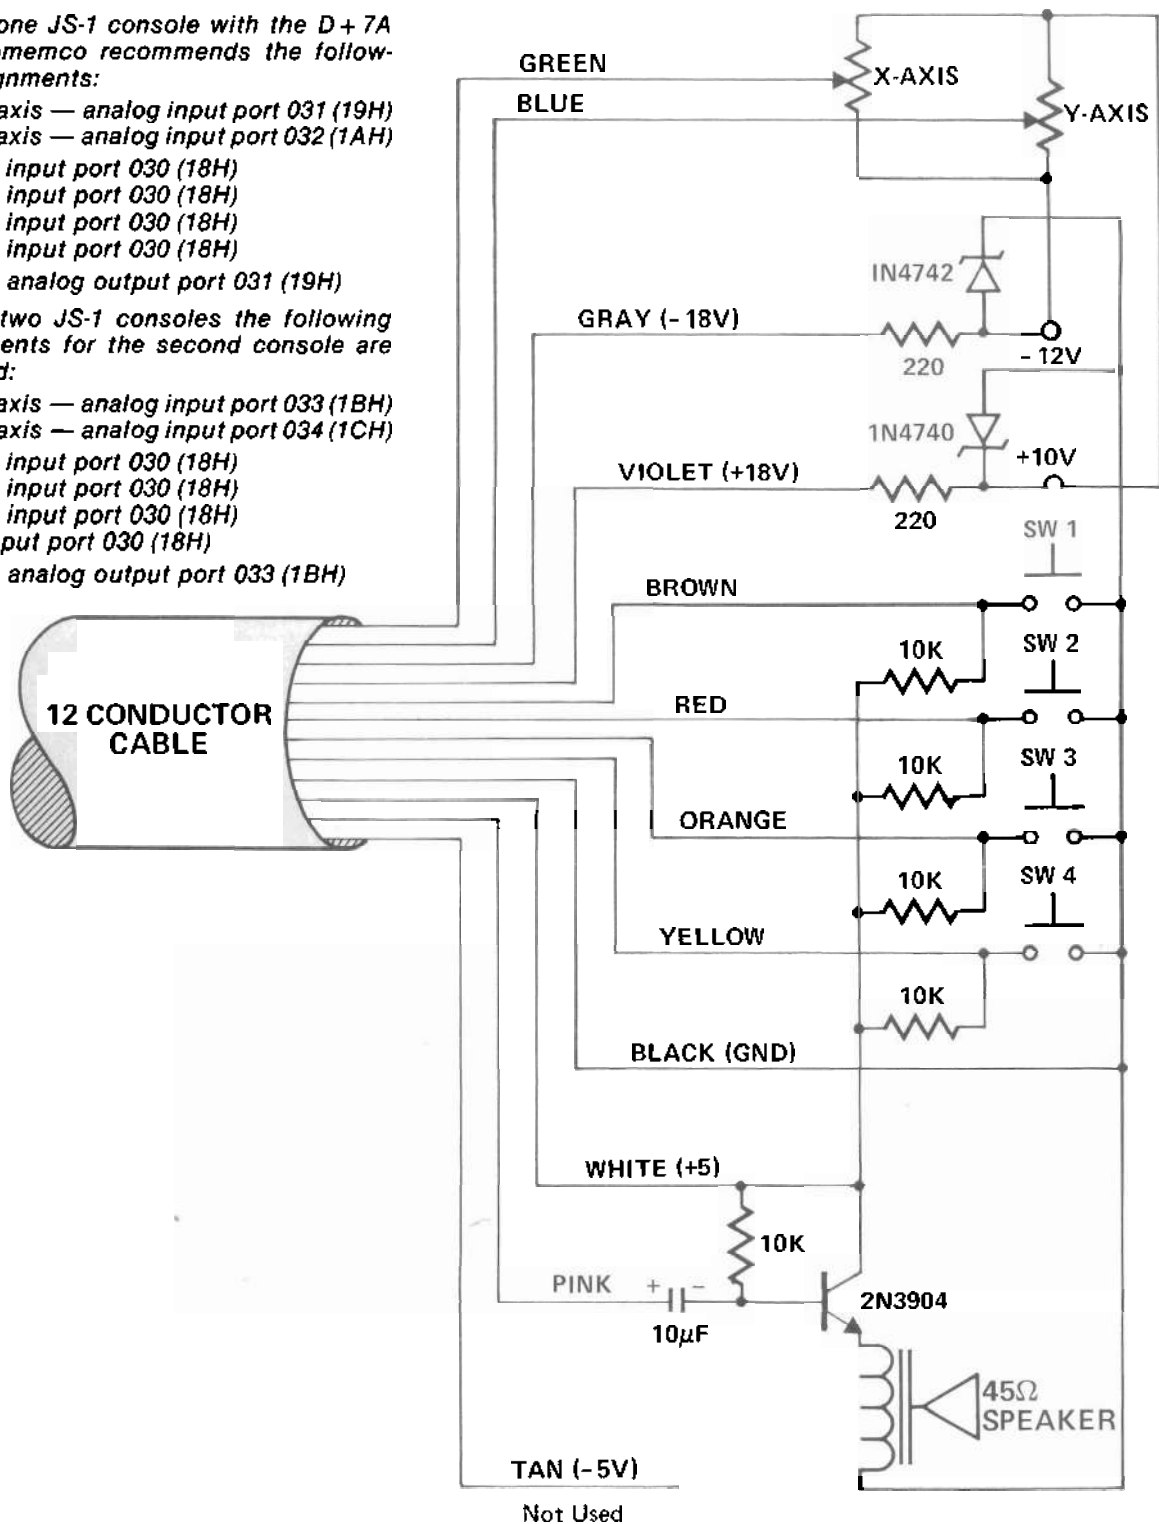 one JS-1 console with the D+7A
omemco recommends the follow-
gnments:
axis — analog input port 031 (19H)
axis — analog input port 032 (1AH)
input port 030 (18H)
input port 030 (18H)
input port 030 (18H)
input port 030 (18H)
analog output port 031 (19H)
two JS-1 consoles the following
ents for the second console are
d:
axis — analog input port 033 (1BH)
axis — analog input port 034 (1CH)
input port 030 (18H)
input port 030 (18H)
input port 030 (18H)
put port 030 (18H)
analog output port 033 (1BH)
12 CONDUCTOR
CABLE
GREEN
X-AXIS
BLUE
Y-AXIS
1N4742
GRAY (-18V)
220
-12V
1N4740
+10V
VIOLET (+18V)
220
SW 1
BROWN
10K
SW 2
RED
10K
SW 3
ORANGE
10K
SW 4
YELLOW
10K
BLACK (GND)
WHITE (+5)
10K
PINK
+ -
10µF
2N3904
45Ω
SPEAKER
TAN (-5V)
Not Used